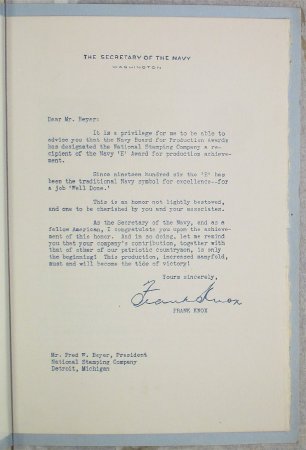 THE SECRETARY OF THE NAVY
WASHINGTON
Dear Mr. Beyer:
It is a privilege for me to be able to
advise you that the Navy Board for Production Awards
has designated the National Stamping Company a re-
cipient of the Navy 'E' Award for production achieve-
ment.
Since nineteen hundred six the 'E' has
been the traditional Navy symbol for excellence--for
a job 'Well Done.'
This is an honor not lightly bestowed,
and one to be cherished by you and your associates.
As the Secretary of the Navy, and as a
fellow American, I congratulate you upon the achieve-
ment of this honor. And in so doing, let me remind
you that your company's contribution, together with
that of other of our patriotic countrymen, is only
the beginning! This production, increased manyfold,
must and will become the tide of victory!
Yours sincerely,
Frank Knox
FRANK KNOX
Mr. Fred W. Beyer, President
National Stamping Company
Detroit, Michigan